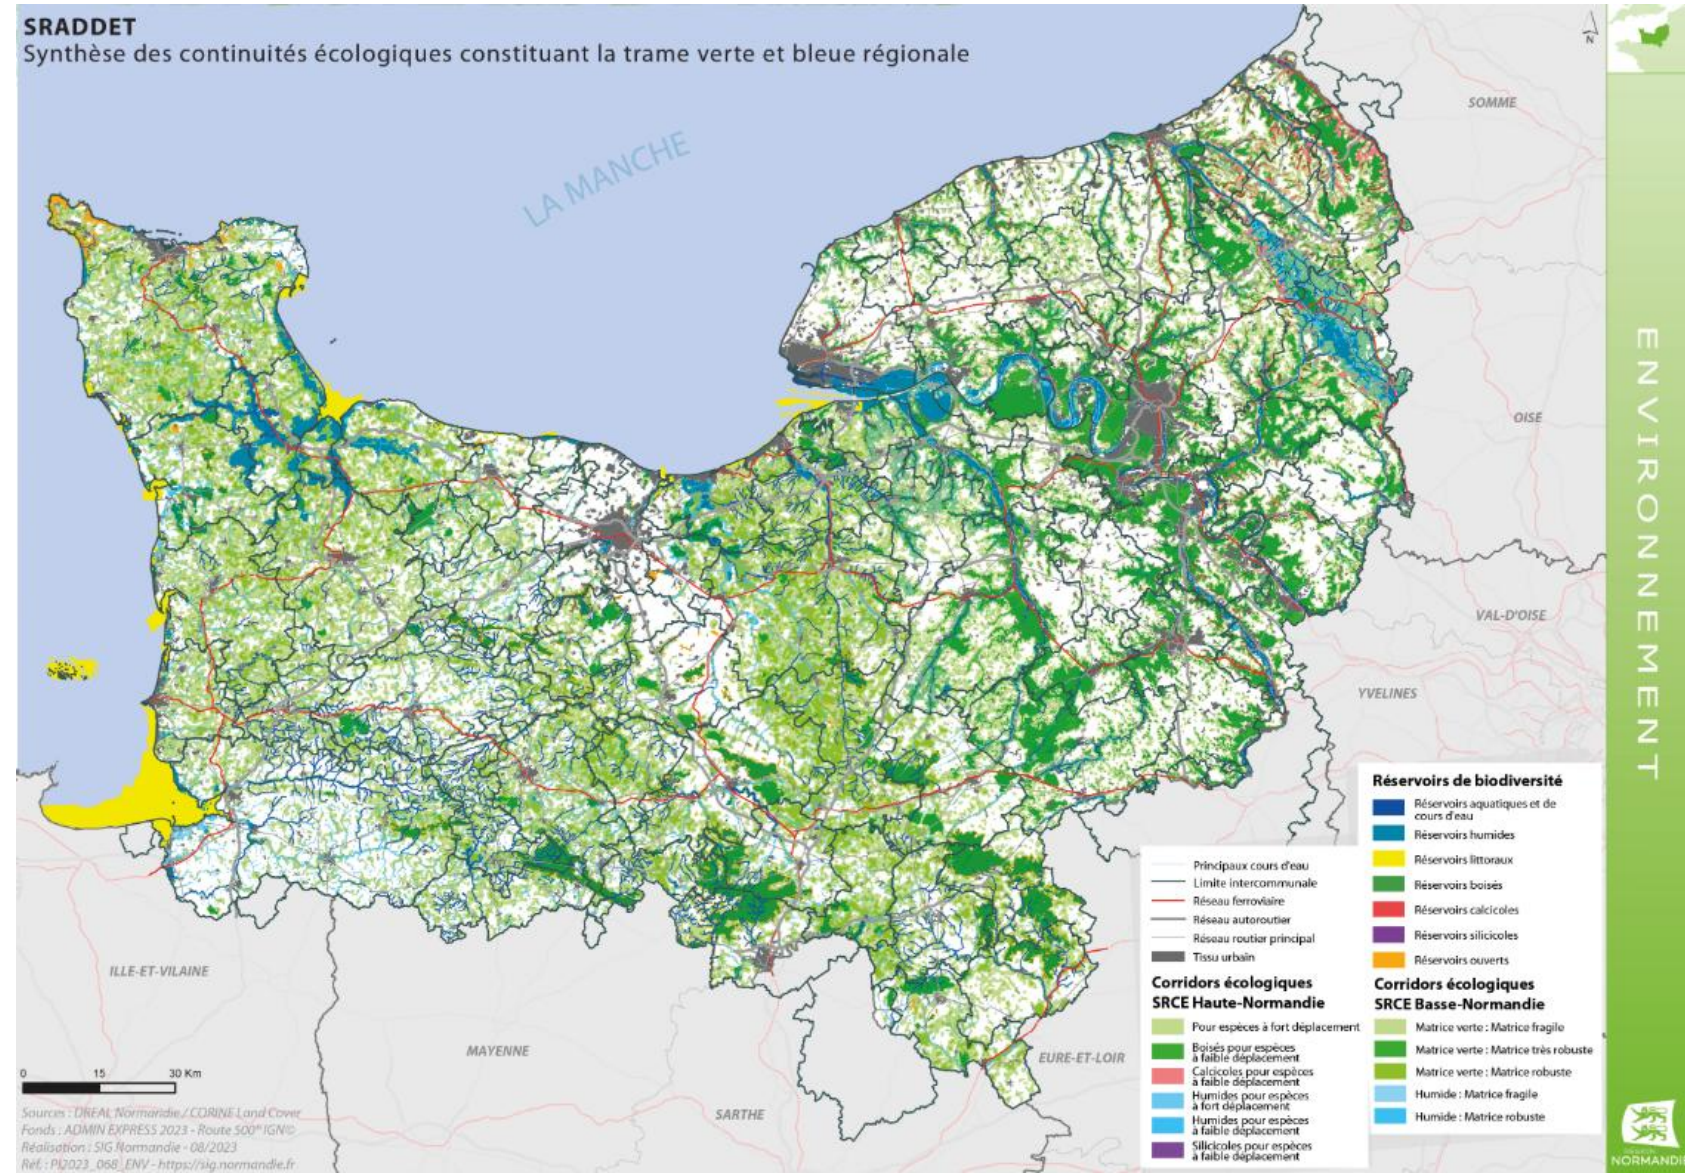 SRADDET
Synthèse des continuités écologiques constituant la trame verte et bleue régionale
N
SOMME
LA MANCHE
ENVIRONNEMENT
OISE
VAL-D'OISE
YVELINES
ILLE-ET-VILAINE
MAYENNE
SARTHE
EURE-ET-LOIR
Principaux cours d'eau
Limite intercommunale
Réseau ferroviaire
Réseau autoroutier
Réseau routier principal
Tissu urbain
Corridors écologiques
SRCE Haute-Normandie
Pour espèces à fort déplacement
Boisés pour espèces
à faible déplacement
Calcicoles pour espèces
à faible déplacement
Humides pour espèces
à fort déplacement
Humides pour espèces
à faible déplacement
Silicicoles pour espèces
à faible déplacement
Réservoirs de biodiversité
Réservoirs aquatiques et de
cours d'eau
Réservoirs humides
Réservoirs littoraux
Réservoirs boisés
Réservoirs calcicoles
Réservoirs silicicoles
Réservoirs ouverts
Corridors écologiques
SRCE Basse-Normandie
Matrice verte : Matrice fragile
Matrice verte : Matrice très robuste
Matrice verte : Matrice robuste
Humide : Matrice fragile
Humide : Matrice robuste
0 15 30 Km
Sources : DREAL Normandie / CORINE Land Cover
Fonds : ADMIN EXPRESS 2023 - Route 500® IGN©
Réalisation : SIG Normandie - 08/2023
Réf. : PI2023_068_ENV - https://sig.normandie.fr
RÉGION
NORMANDI